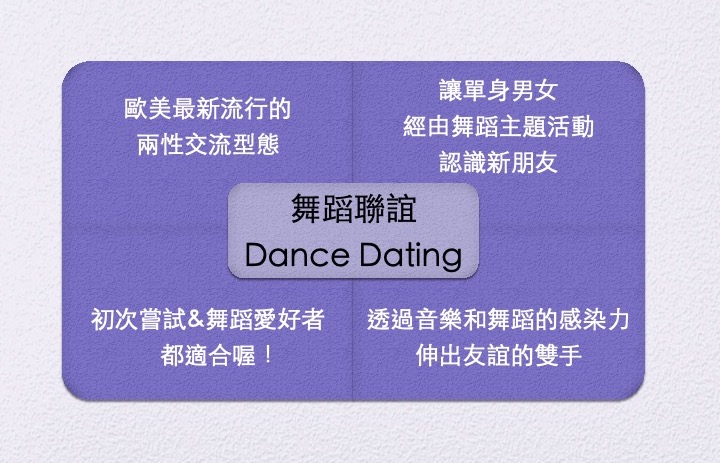 歐美最新流行的
兩性交流型態
讓單身男女
經由舞蹈主題活動
認識新朋友
舞蹈聯誼
Dance Dating
初次嘗試&舞蹈愛好者
都適合喔！
透過音樂和舞蹈的感染力
伸出友誼的雙手